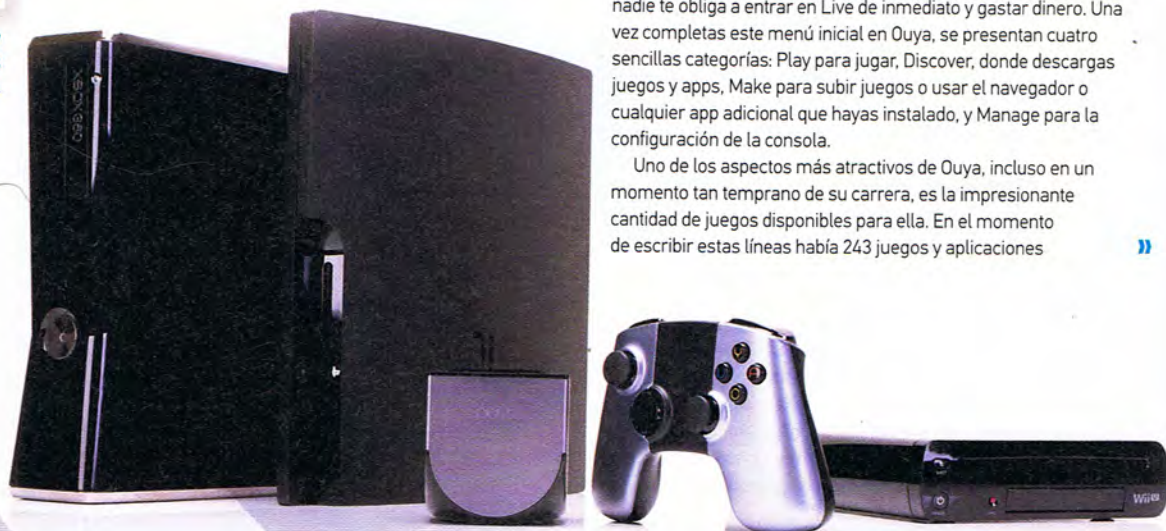 nadie te obliga a entrar en Live de inmediato y gastar dinero. Una
vez completas este menú inicial en Ouya, se presentan cuatro
sencillas categorías: Play para jugar, Discover, donde descargas
juegos y apps, Make para subir juegos o usar el navegador o
cualquier app adicional que hayas instalado, y Manage para la
configuración de la consola.
Uno de los aspectos más atractivos de Ouya, incluso en un
momento tan temprano de su carrera, es la impresionante
cantidad de juegos disponibles para ella. En el momento
de escribir estas líneas había 243 juegos y aplicaciones
XBOX360
Y
A
O
WiiU